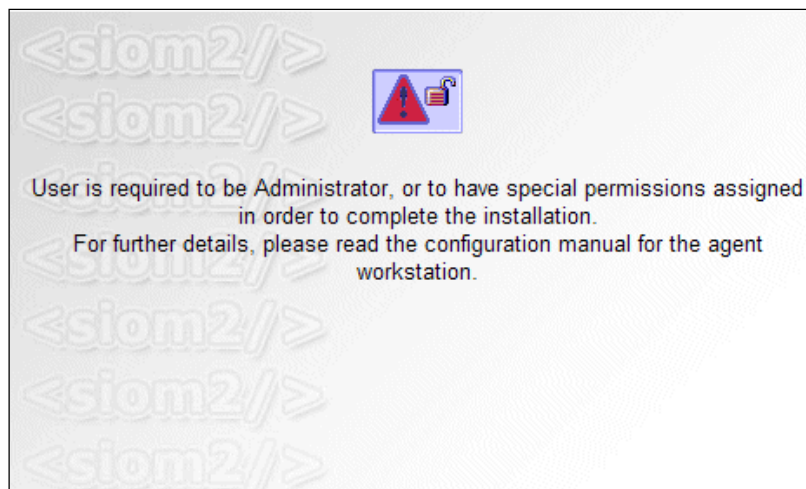 <siom2/>
<siom2/>
<siom2/>
User is required to be Administrator, or to have special permissions assigned
in order to complete the installation.
For further details, please read the configuration manual for the agent
workstation.
<siom2/>
<siom2/>
<siom2/>
<siom2/>